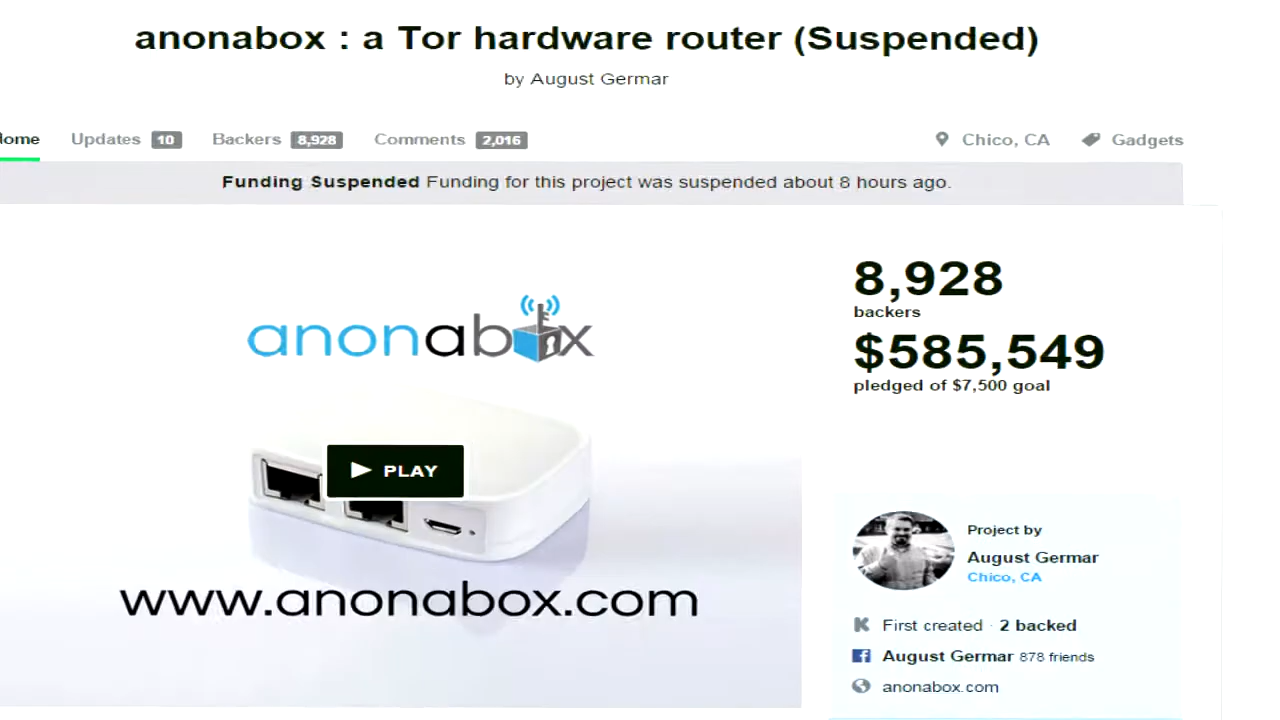 anonabox : a Tor hardware router (Suspended)
by August Germar
Updates 10 Backers 8,928 Comments 2,016 Chico, CA Gadgets
Funding Suspended Funding for this project was suspended about 8 hours ago.
anonabox
PLAY
www.anonabox.com
8,928
backers
$585,549
pledged of $7,500 goal
Project by
August Germar
Chico, CA
First created · 2 backed
August Germar 878 friends
anonabox.com